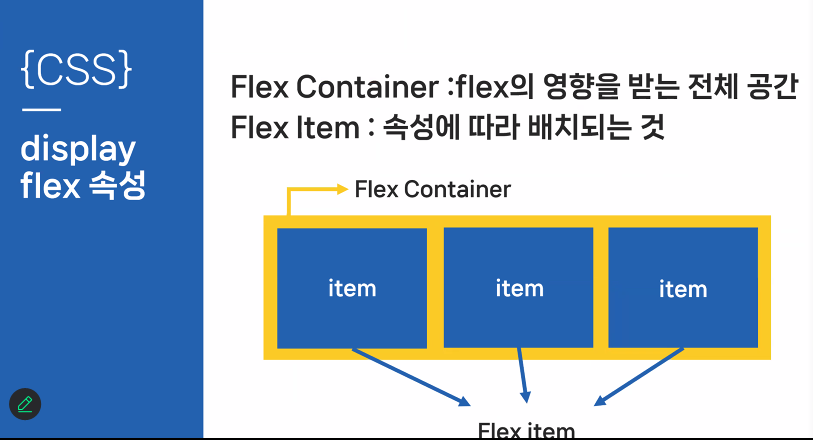 {CSS}
display
flex 속성
Flex Container :flex의 영향을 받는 전체 공간
Flex Item : 속성에 따라 배치되는 것
Flex Container
item
item
item
Flex item